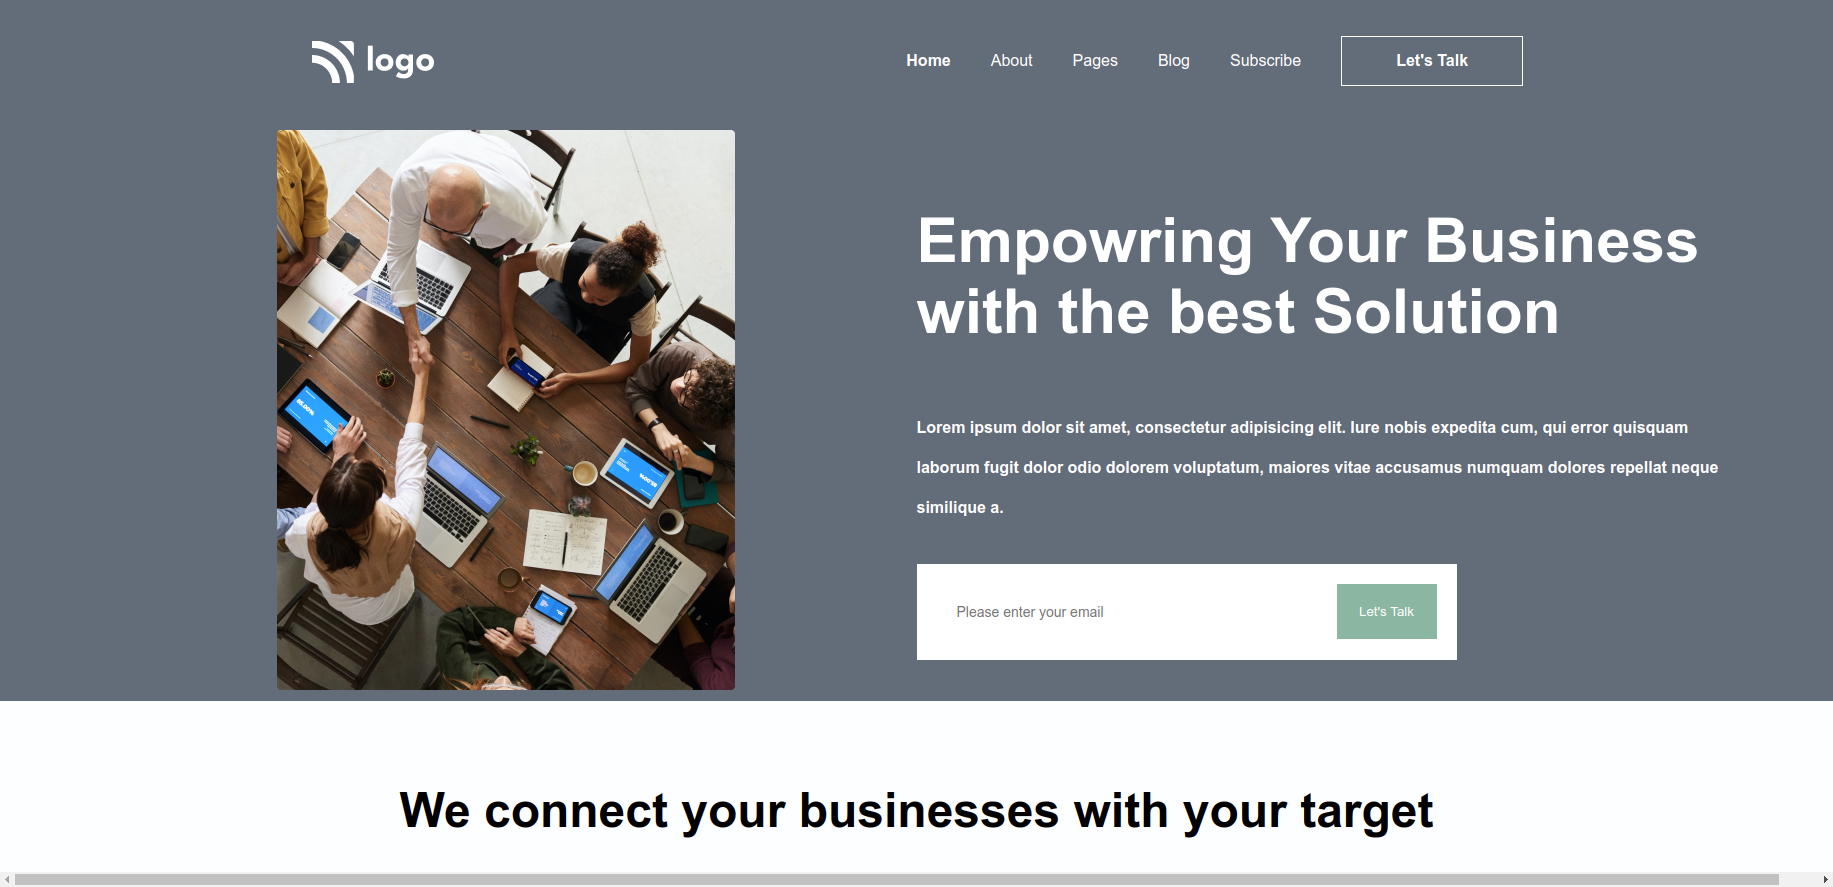 logo
Home About Pages Blog Subscribe Let's Talk
Empowring Your Business
with the best Solution
Lorem ipsum dolor sit amet, consectetur adipisicing elit. Iure nobis expedita cum, qui error quisquam
laborum fugit dolor odio dolorem voluptatum, maiores vitae accusamus numquam dolores repellat neque
similique a.
Please enter your email Let's Talk
We connect your businesses with your target